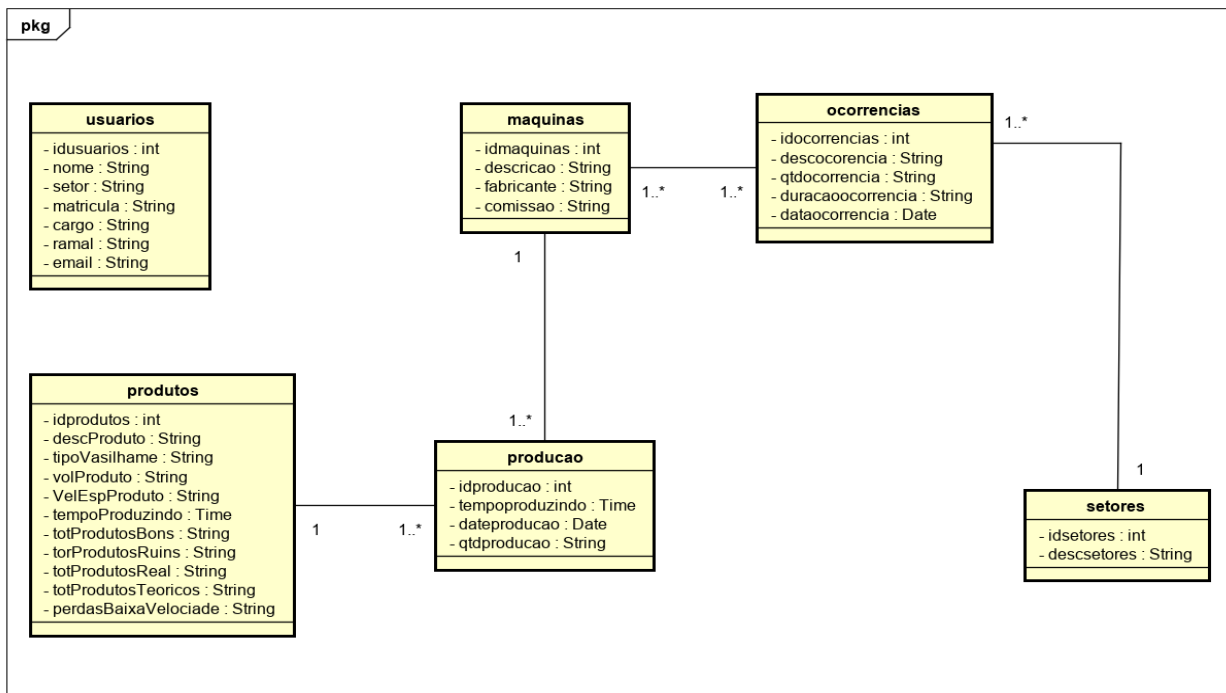 pkg
usuarios
- idusuarios : int
- nome : String
- setor : String
- matricula : String
- cargo : String
- ramal : String
- email : String
maquinas
- idmaquinas : int
- descricao : String
- fabricante : String
- comissao : String
1..*
1..*
ocorrencias
- idocorrencias : int
- descocorencia : String
- qtdocorrencia : String
- duracaoocorrencia : String
- dataocorrencia : Date
1..*
1
1..*
produtos
- idprodutos : int
- descProduto : String
- tipoVasilhame : String
- volProduto : String
- VelEspProduto : String
- tempoProduzindo : Time
- totProdutosBons : String
- torProdutosRuins : String
- totProdutosReal : String
- totProdutosTeoricos : String
- perdasBaixaVelociade : String
1
1..*
producao
- idproducao : int
- tempoproduzindo : Time
- dateproducao : Date
- qtdproducao : String
1
setores
- idsetores : int
- descsetores : String